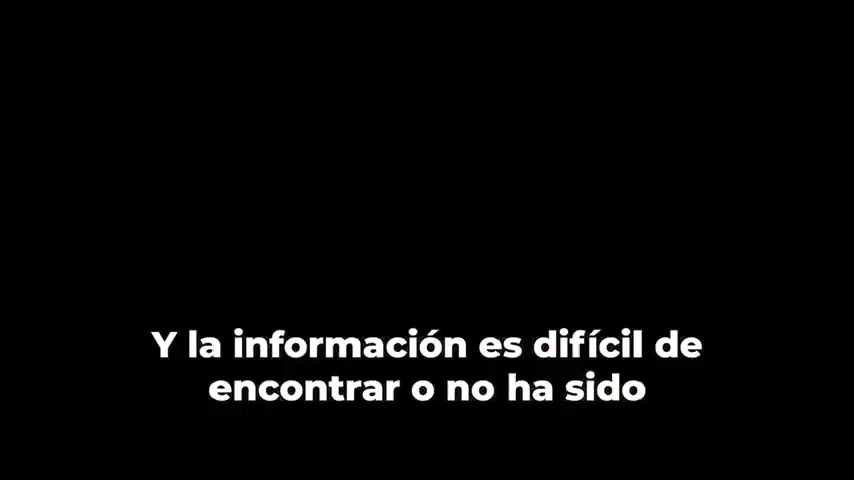 Y la información es difícil de
encontrar o no ha sido